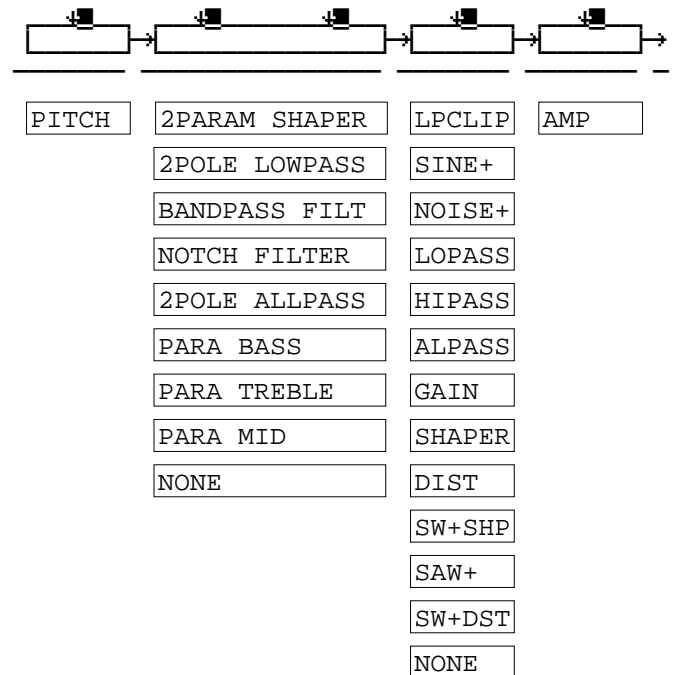 PITCH 2PARAM SHAPER LPCLIP AMP
2POLE LOWPASS SINE+
BANDPASS FILT NOISE+
NOTCH FILTER LOPASS
2POLE ALLPASS HIPASS
PARA BASS ALPASS
PARA TREBLE GAIN
PARA MID SHAPER
NONE DIST
SW+SHP
SAW+
SW+DST
NONE